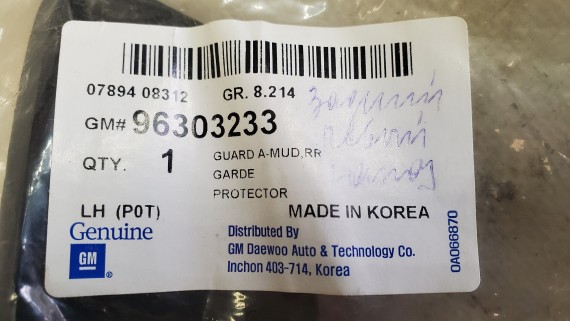 07894 08312 GR. 8.214
GM# 96303233
QTY. 1
GUARD A-MUD,RR
GARDE
PROTECTOR
задний
левый
LH (P0T)
MADE IN KOREA
Genuine
GM ®
Distributed By
GM Daewoo Auto & Technology Co.
Inchon 403-714, Korea
0A066870